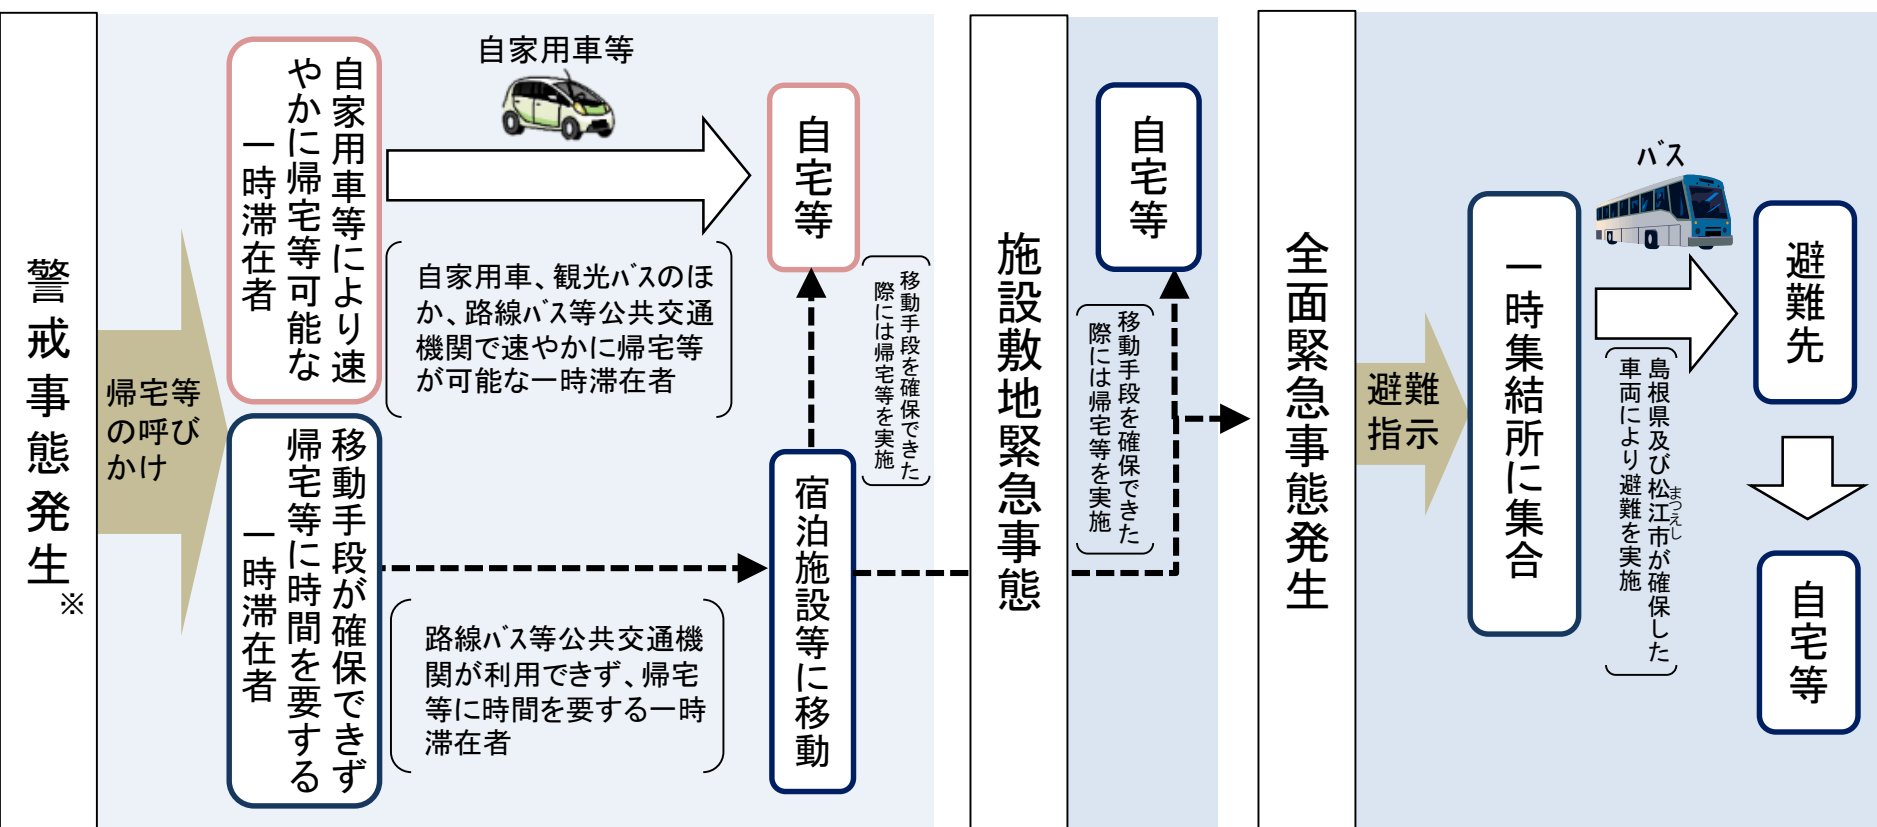 警戒事態発生※
帰宅等
の呼び
かけ
自家用車等により速
やかに帰宅等可能な
一時滞在者
自家用車等
自家用車、観光バスのほ
か、路線バス等公共交通
機関で速やかに帰宅等
が可能な一時滞在者
自宅等
移動手段を確保できた
際には帰宅等を実施
移動手段が確保できず
帰宅等に時間を要する
一時滞在者
路線バス等公共交通機
関が利用できず、帰宅
等に時間を要する一時
滞在者
宿泊施設等に移動
施設敷地緊急事態
自宅等
移動手段を確保できた
際には帰宅等を実施
全面緊急事態発生
避難
指示
一時集結所に集合
バス
島根県及び松江市が確保した
まつえし
車両により避難を実施
避難先
自宅等